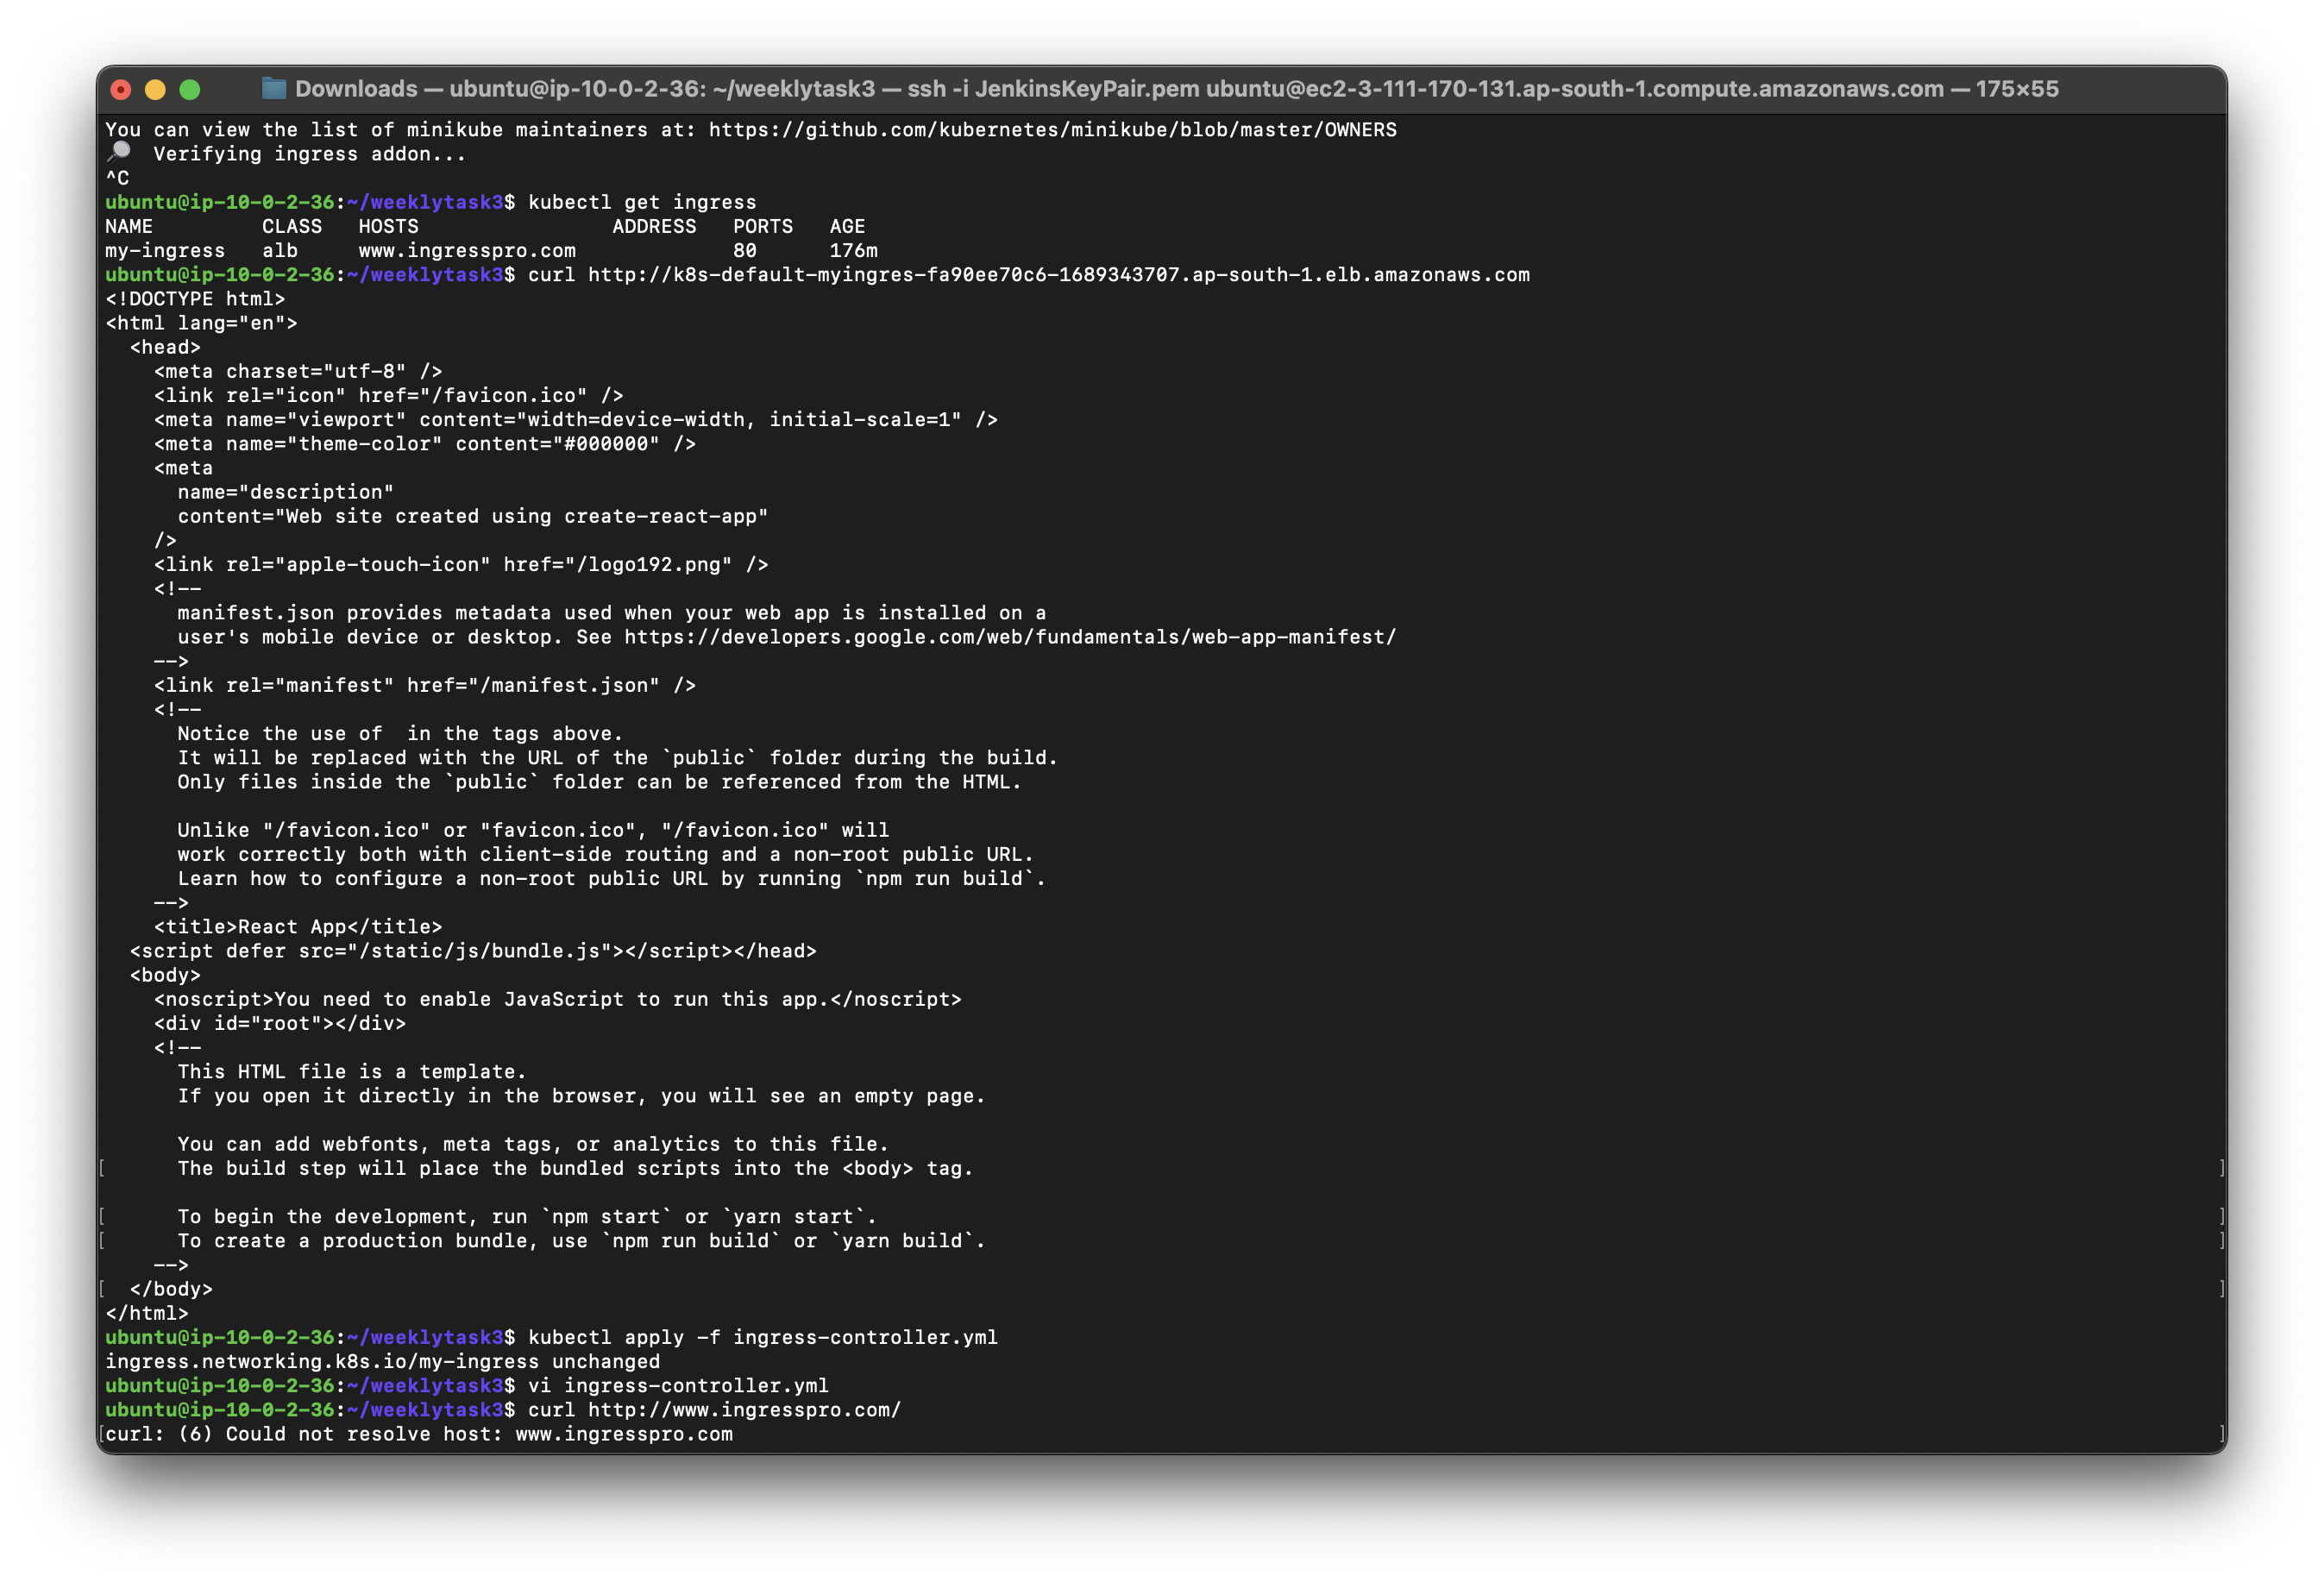 Downloads — ubuntu@ip-10-0-2-36: ~/weeklytask3 — ssh -i JenkinsKeyPair.pem ubuntu@ec2-3-111-170-131.ap-south-1.compute.amazonaws.com — 175×55
You can view the list of minikube maintainers at: https://github.com/kubernetes/minikube/blob/master/OWNERS
🔎  Verifying ingress addon...
^C
ubuntu@ip-10-0-2-36:~/weeklytask3$ kubectl get ingress
NAME         CLASS   HOSTS                ADDRESS   PORTS   AGE
my-ingress   alb     www.ingresspro.com             80      176m
ubuntu@ip-10-0-2-36:~/weeklytask3$ curl http://k8s-default-myingres-fa90ee70c6-1689343707.ap-south-1.elb.amazonaws.com
<!DOCTYPE html>
<html lang="en">
  <head>
    <meta charset="utf-8" />
    <link rel="icon" href="/favicon.ico" />
    <meta name="viewport" content="width=device-width, initial-scale=1" />
    <meta name="theme-color" content="#000000" />
    <meta
      name="description"
      content="Web site created using create-react-app"
    />
    <link rel="apple-touch-icon" href="/logo192.png" />
    <!--
      manifest.json provides metadata used when your web app is installed on a
      user's mobile device or desktop. See https://developers.google.com/web/fundamentals/web-app-manifest/
    -->
    <link rel="manifest" href="/manifest.json" />
    <!--
      Notice the use of  in the tags above.
      It will be replaced with the URL of the `public` folder during the build.
      Only files inside the `public` folder can be referenced from the HTML.

      Unlike "/favicon.ico" or "favicon.ico", "/favicon.ico" will
      work correctly both with client-side routing and a non-root public URL.
      Learn how to configure a non-root public URL by running `npm run build`.
    -->
    <title>React App</title>
  <script defer src="/static/js/bundle.js"></script></head>
  <body>
    <noscript>You need to enable JavaScript to run this app.</noscript>
    <div id="root"></div>
    <!--
      This HTML file is a template.
      If you open it directly in the browser, you will see an empty page.

      You can add webfonts, meta tags, or analytics to this file.
[     The build step will place the bundled scripts into the <body> tag. ]

[     To begin the development, run `npm start` or `yarn start`. ]
[     To create a production bundle, use `npm run build` or `yarn build`. ]
    -->
[ </body> ]
</html>
ubuntu@ip-10-0-2-36:~/weeklytask3$ kubectl apply -f ingress-controller.yml
ingress.networking.k8s.io/my-ingress unchanged
ubuntu@ip-10-0-2-36:~/weeklytask3$ vi ingress-controller.yml
ubuntu@ip-10-0-2-36:~/weeklytask3$ curl http://www.ingresspro.com/
[curl: (6) Could not resolve host: www.ingresspro.com ]